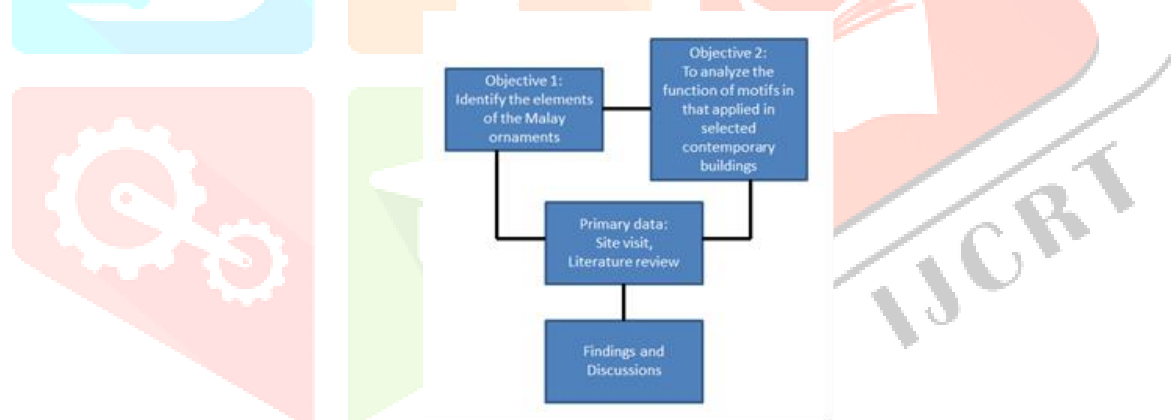 Objective 1:
Identify the elements
of the Malay
ornaments
Objective 2:
To analyze the
function of motifs in
that applied in
selected
contemporary
buildings
Primary data:
Site visit,
Literature review
Findings and
Discussions
IJCRT